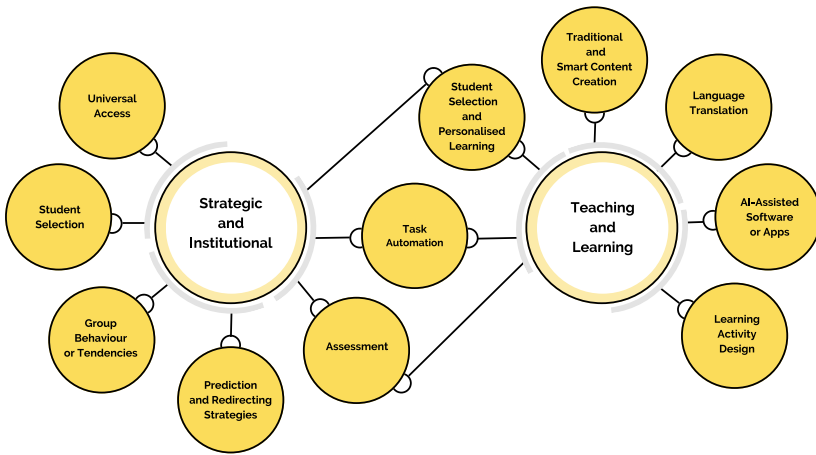 Universal
Access
Student
Selection
Group
Behaviour
or Tendencies
Prediction
and Redirecting
Strategies
Assessment
Strategic
and
Institutional
Task
Automation
Student
Selection
and
Personalised
Learning
Traditional
and
Smart Content
Creation
Language
Translation
AI-Assisted
Software
or Apps
Learning
Activity
Design
Teaching
and
Learning